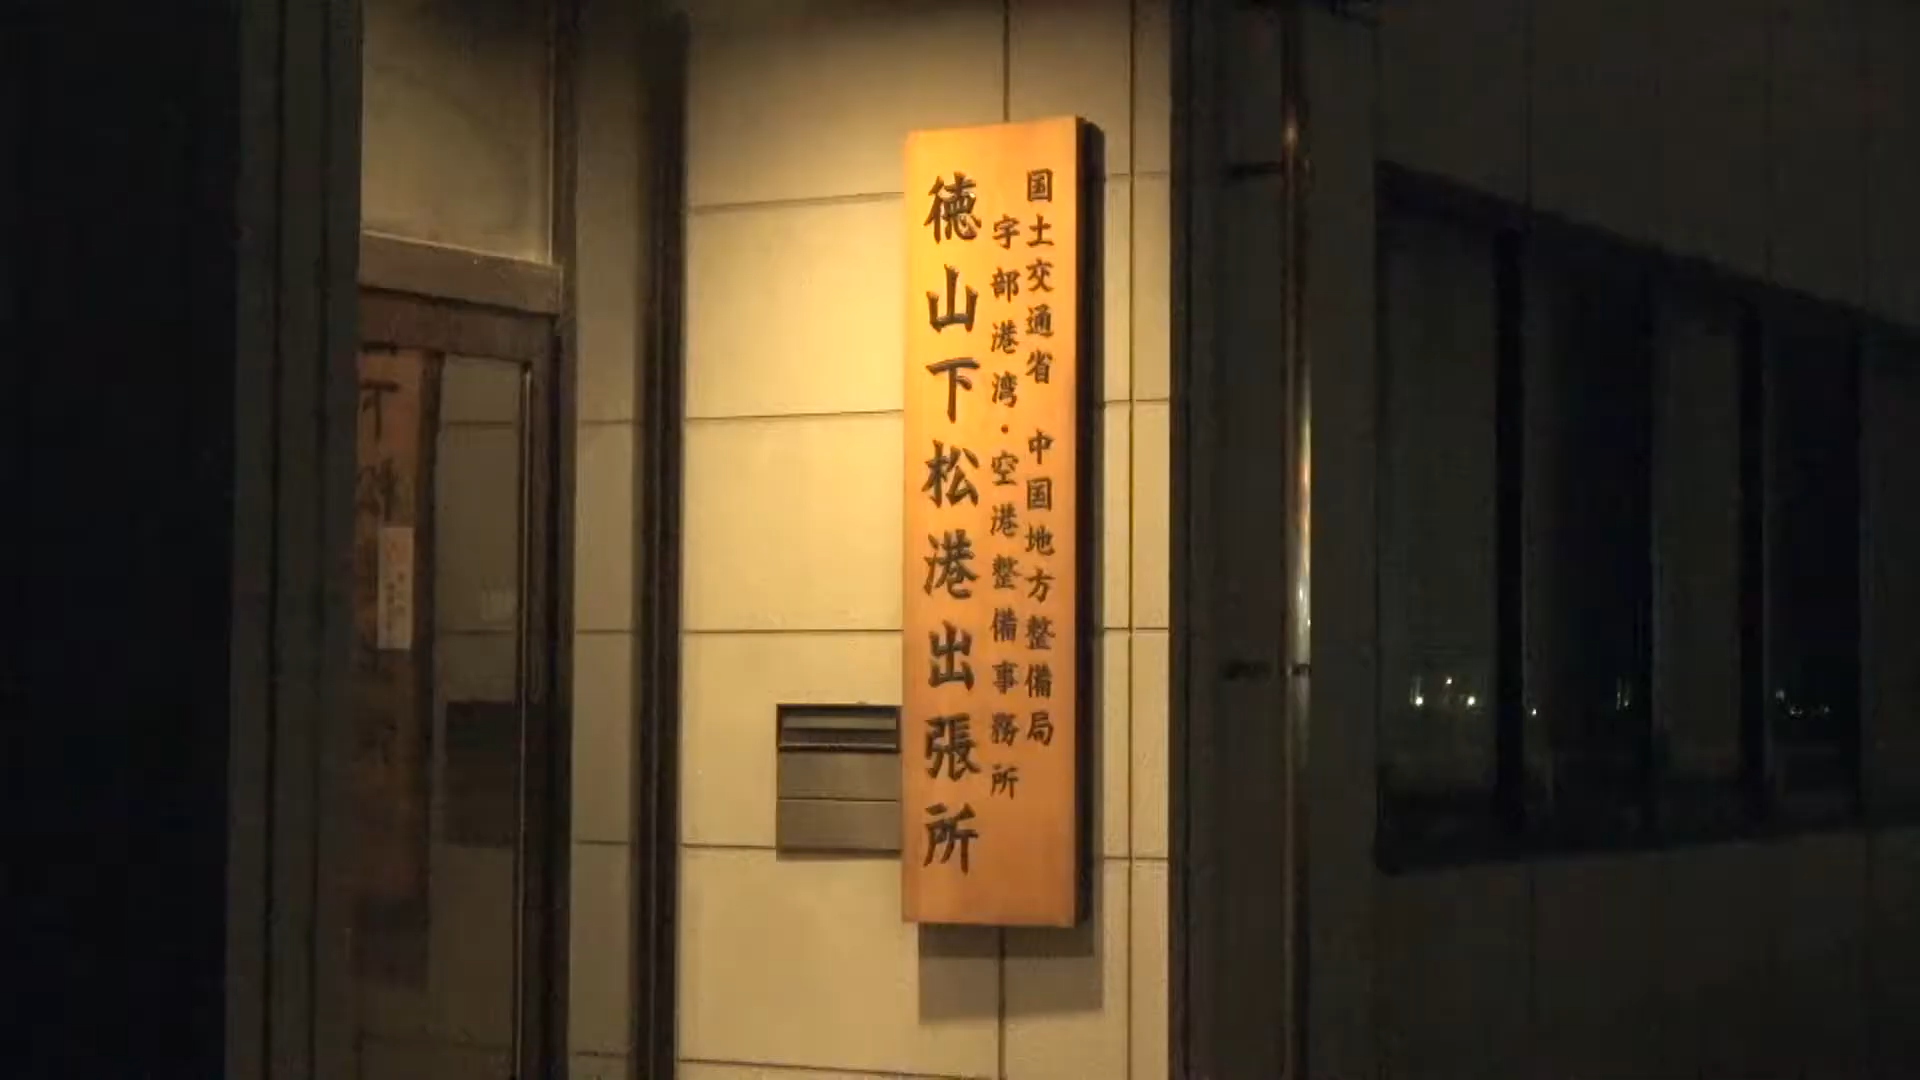 国土交通省 中国地方整備局
宇部港湾・空港整備事務所
徳山下松港出張所